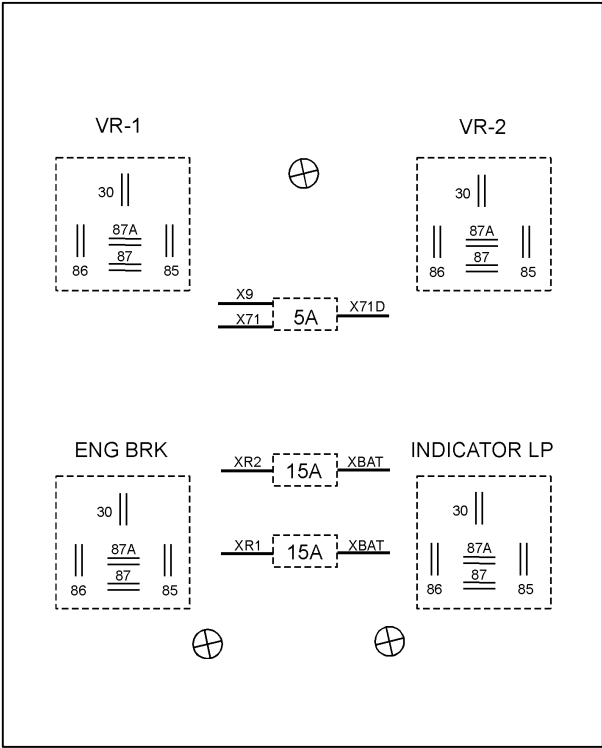 VR-1
VR-2
30
87A
87
86
85
30
87A
87
86
85
X9
X71
5A
X71D
ENG BRK
INDICATOR LP
XR2
15A
XBAT
XR1
15A
XBAT
30
87A
87
86
85
30
87A
87
86
85